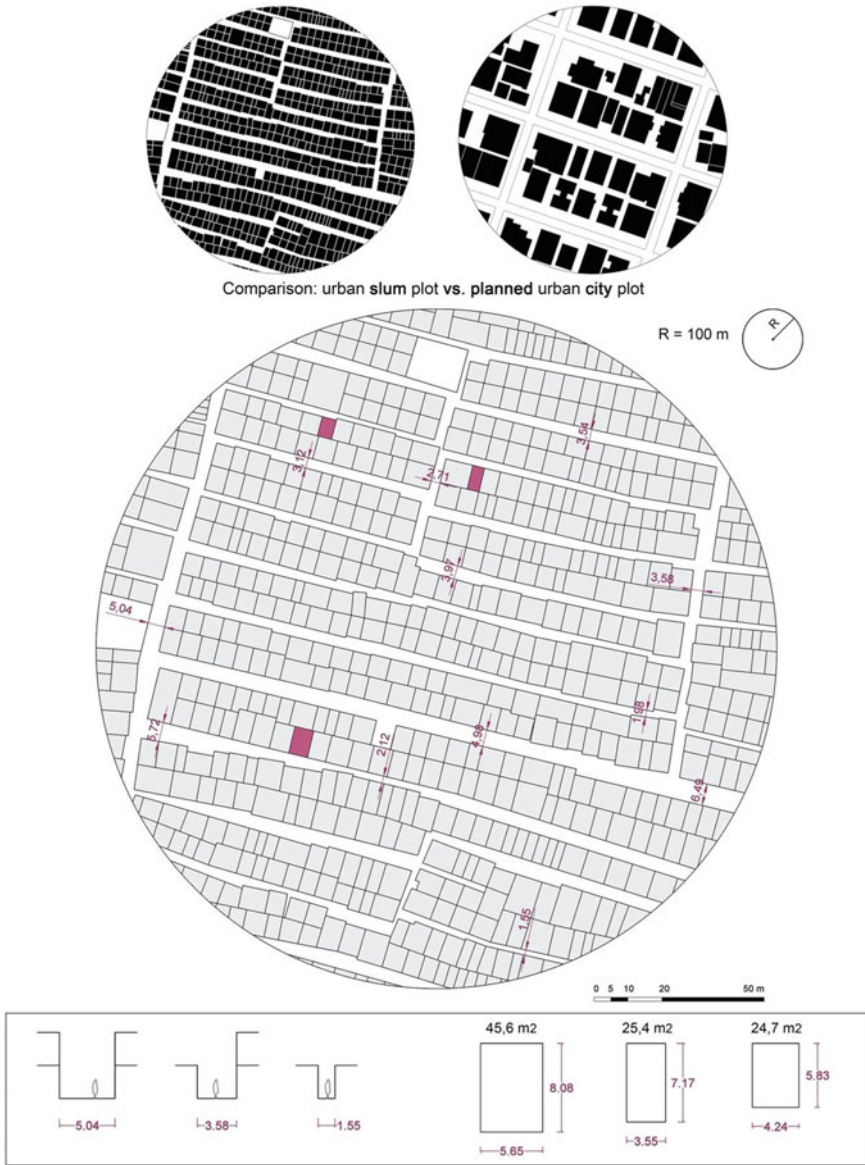 Comparison: urban slum plot vs. planned urban city plot
R = 100 m
R
3,54
3,12
2,71
3,97
3,58
5,04
1,98
5,72
4,98
2,12
6,49
1,55
0 5 10 20 50 m
45,6 m2 25,4 m2 24,7 m2
8.08
7.17
5.83
5.04 3.58 1.55
5.65 3.55 4.24